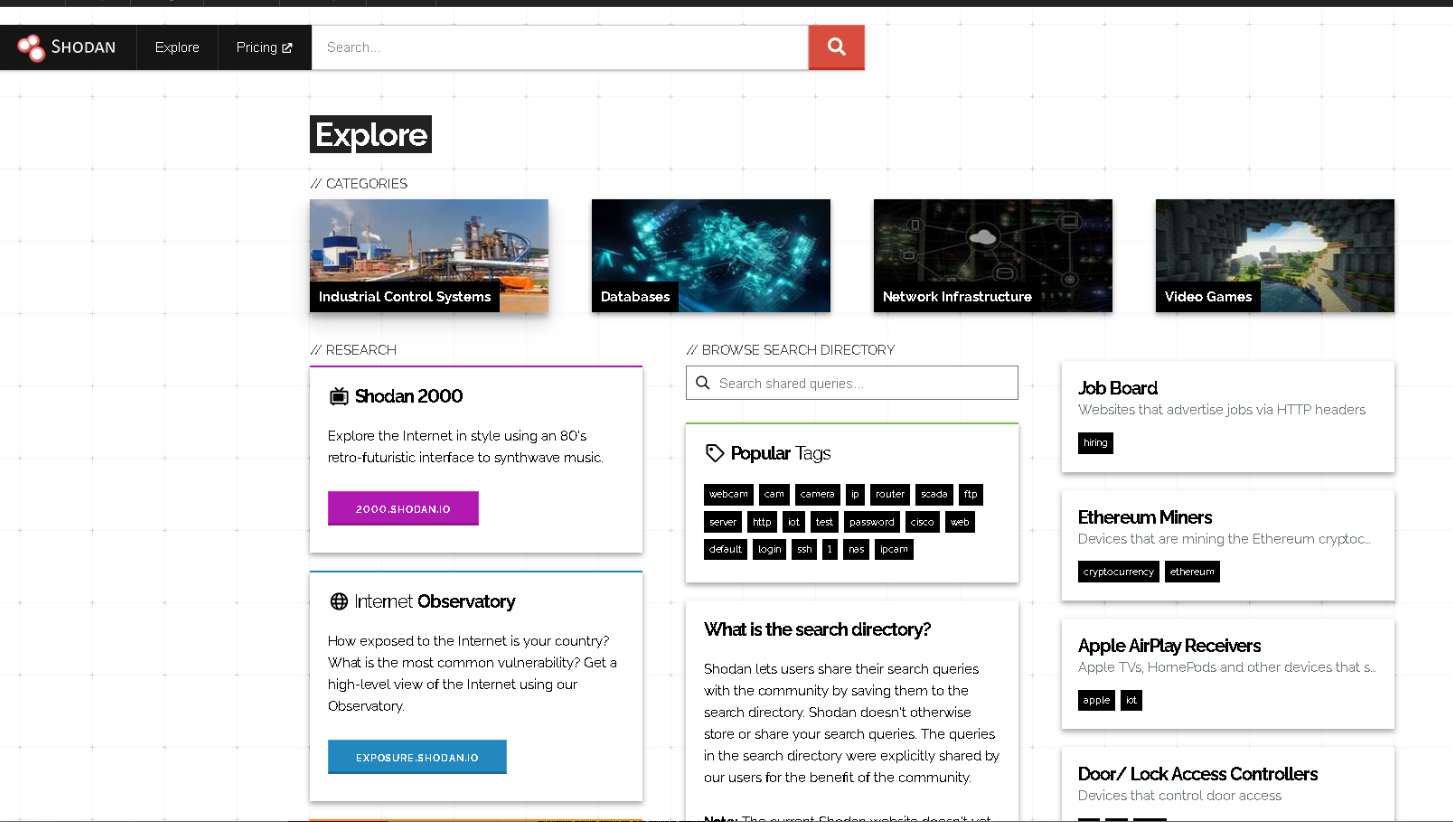 SHODAN
Explore
Pricing
Search...
Explore
// CATEGORIES
Industrial Control Systems
Databases
Network Infrastructure
Video Games
// RESEARCH
Shodan 2000
Explore the Internet in style using an 80's
retro-futuristic interface to synthwave music.
2000.SHODAN.IO
Internet Observatory
How exposed to the Internet is your country?
What is the most common vulnerability? Get a
high-level view of the Internet using our
Observatory.
EXPOSURE.SHODAN.IO
// BROWSE SEARCH DIRECTORY
Search shared queries...
Popular Tags
webcam cam camera ip router scada ftp
server http iot test password cisco web
default login ssh 1 nas ipcam
What is the search directory?
Shodan lets users share their search queries
with the community by saving them to the
search directory. Shodan doesn't otherwise
store or share your search queries. The queries
in the search directory were explicitly shared by
our users for the benefit of the community.
Note: The current Shodan website doesn't yet
Job Board
Websites that advertise jobs via HTTP headers
hiring
Ethereum Miners
Devices that are mining the Ethereum cryptoc...
cryptocurrency ethereum
Apple AirPlay Receivers
Apple TVs, HomePods and other devices that s...
apple iot
Door/ Lock Access Controllers
Devices that control door access